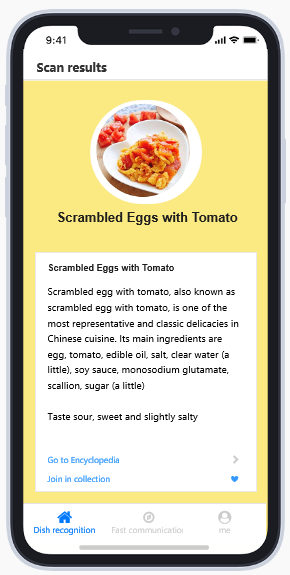 9:41
Scan results
Scrambled Eggs with Tomato
Scrambled Eggs with Tomato
Scrambled egg with tomato, also known as
scrambled egg with tomato, is one of the
most representative and classic delicacies in
Chinese cuisine. Its main ingredients are
egg, tomato, edible oil, salt, clear water (a
little), soy sauce, monosodium glutamate,
scallion, sugar (a little)
Taste sour, sweet and slightly salty
Go to Encyclopedia
Join in collection
Dish recognition Fast communication me